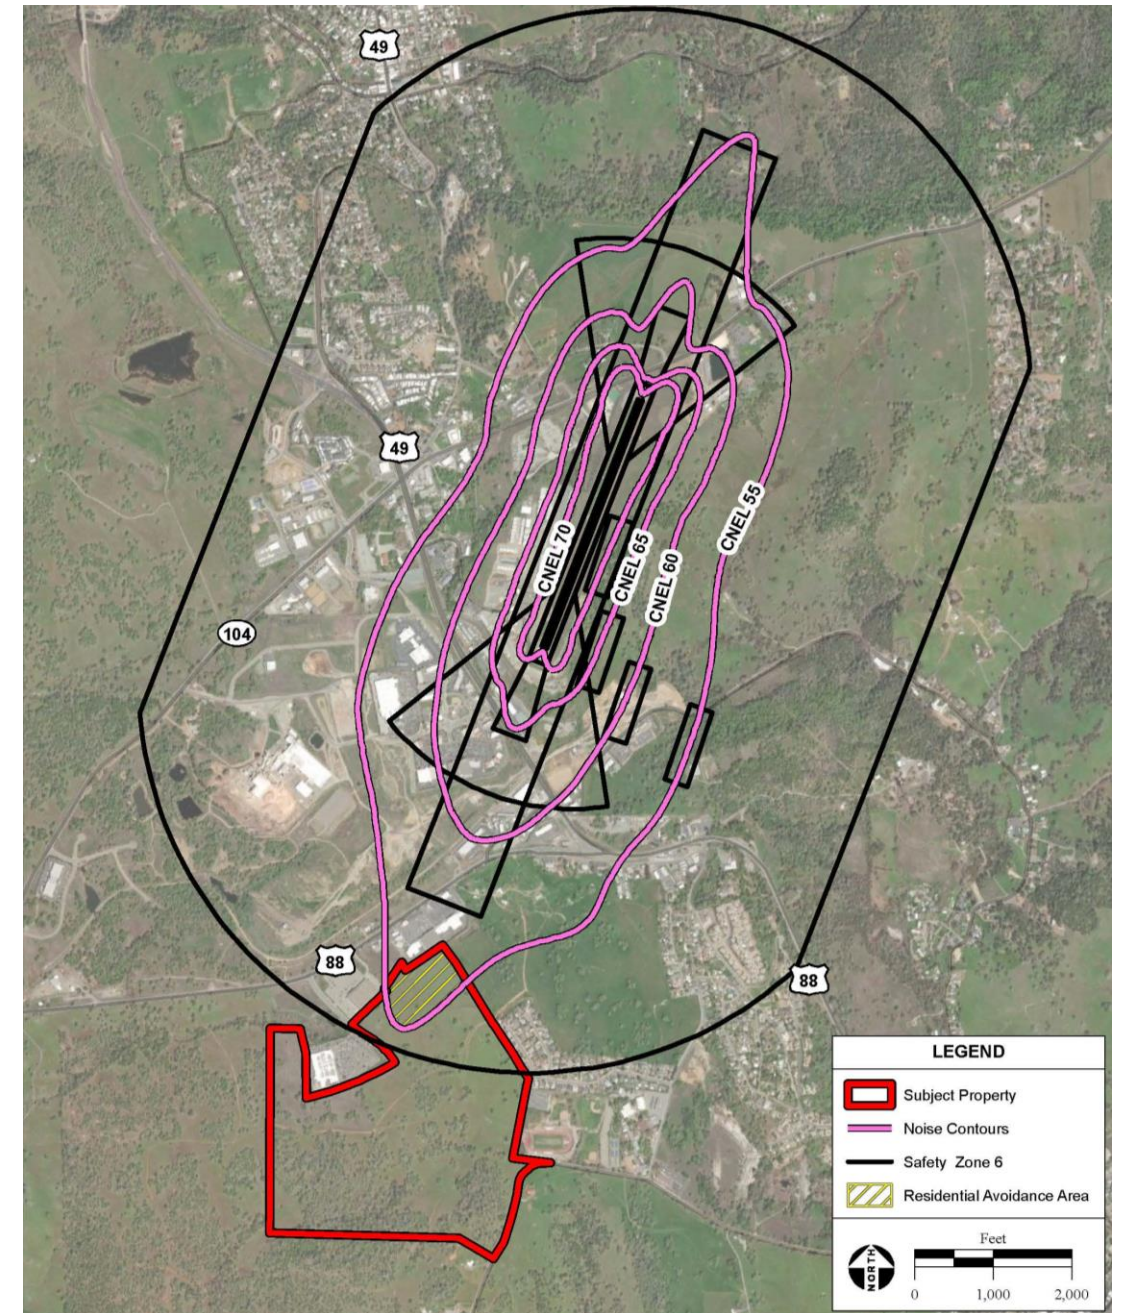 49
49
CNEL 55
CNEL 70
CNEL 65
CNEL 60
104
88
88
LEGEND
Subject Property
Noise Contours
Safety Zone 6
Residential Avoidance Area
NORTH
Feet
0 1,000 2,000